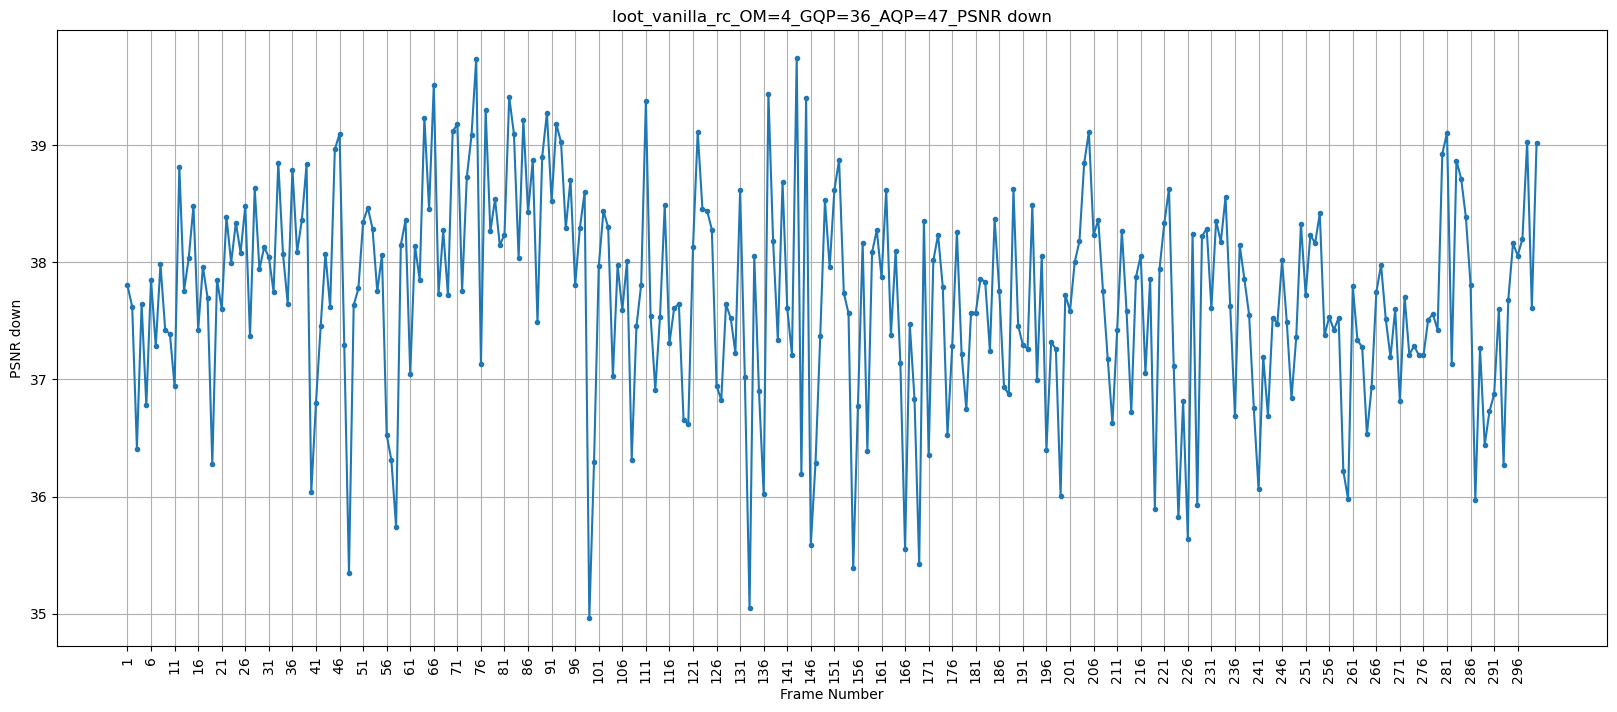 loot_vanilla_rc_OM=4_GQP=36_AQP=47_PSNR down
39
38
37
36
35
PSNR down
1 6 11 16 21 26 31 36 41 46 51 56 61 66 71 76 81 86 91 96 101 106 111 116 121 126 131 136 141 146 151 156 161 166 171 176 181 186 191 196 201 206 211 216 221 226 231 236 241 246 251 256 261 266 271 276 281 286 291 296
Frame Number